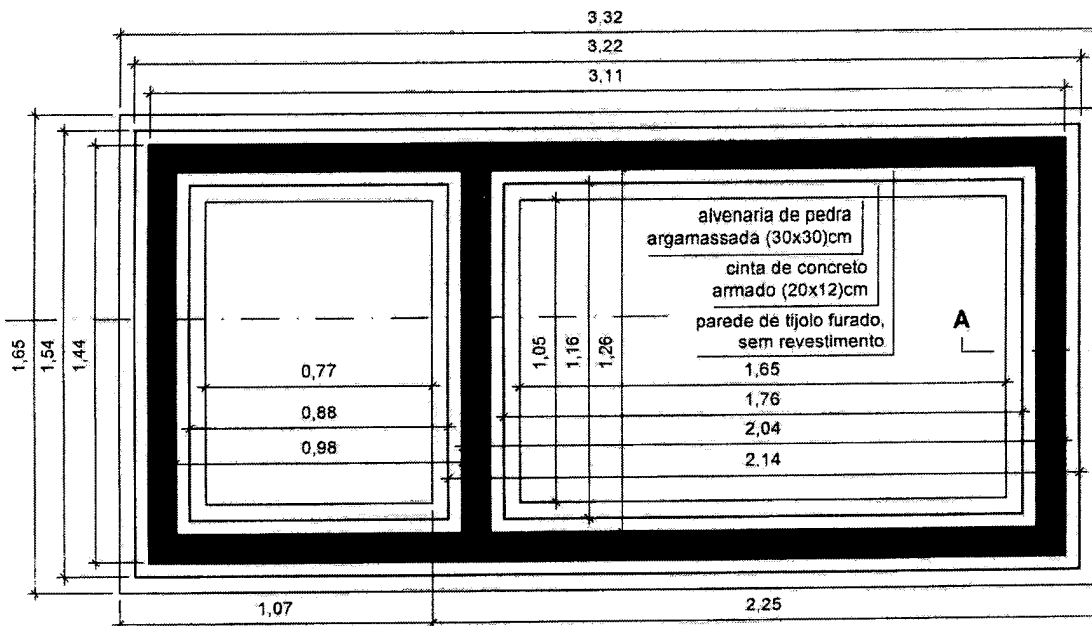 3,32
3,22
3,11
alvenaria de pedra
argamassada (30x30)cm
cinta de concreto
armado (20x12)cm
parede de tijolo furado,
sem revestimento
A
1,65
1,54
1,44
1,05
1,16
1,26
0,77
0,88
0,98
1,65
1,76
2,04
2,14
1,07
2,25